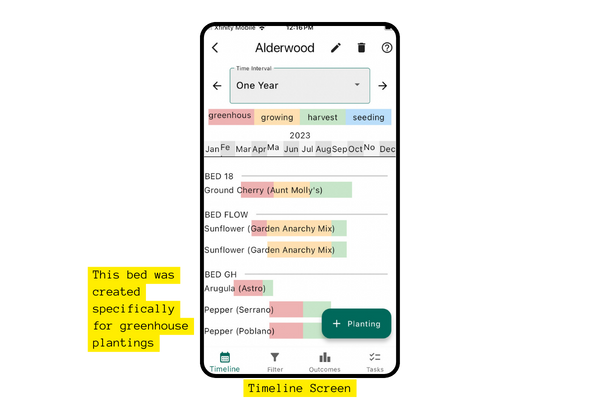 Xfinity Mobile 12:16 PM
Alderwood
Time Interval
One Year
greenhous growing harvest seeding
2023
Jan Fe Mar Apr Ma Jun Jul Aug Sep Oct No Dec
BED 18
Ground Cherry (Aunt Molly's)
BED FLOW
Sunflower (Garden Anarchy Mix)
Sunflower (Garden Anarchy Mix)
BED GH
Arugula (Astro)
Pepper (Serrano)
Pepper (Poblano)
+ Planting
Timeline Filter Outcomes Tasks
This bed was
created
specifically
for greenhouse
plantings
Timeline Screen